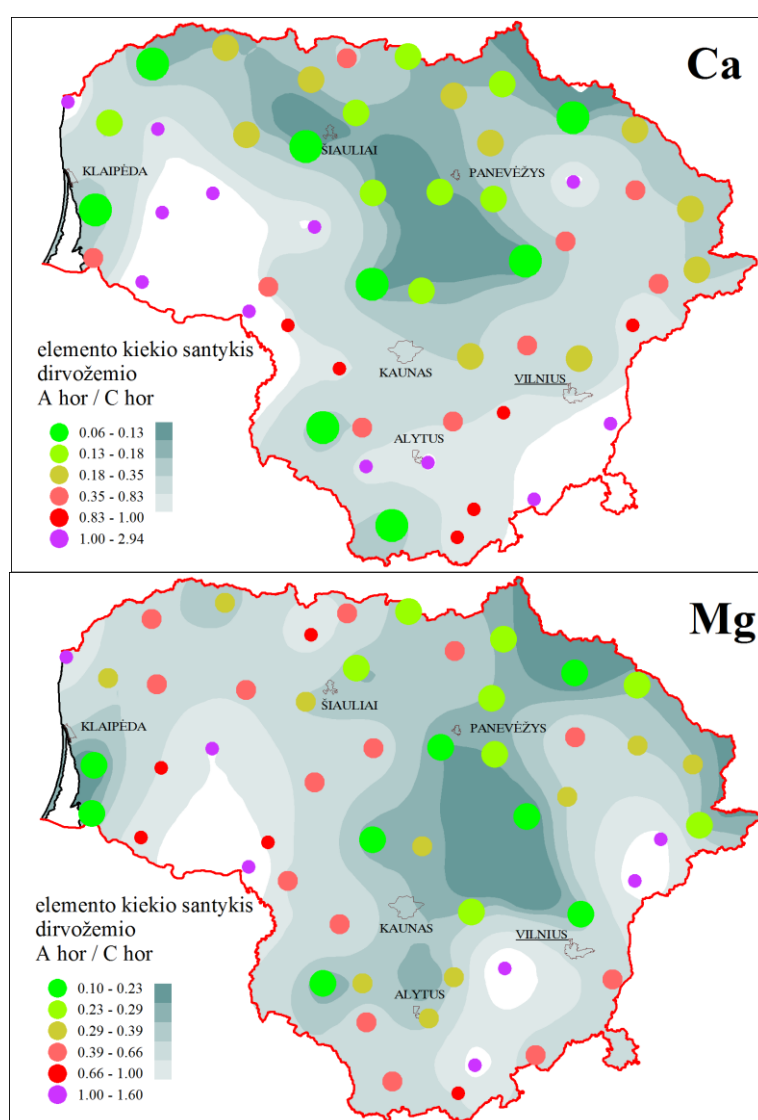 Ca
KLAIPĖDA
ŠIAULIAI
PANEVĖŽYS
elemento kiekio santykis
dirvožemio
A hor / C hor
0.06 - 0.13
0.13 - 0.18
0.18 - 0.35
0.35 - 0.83
0.83 - 1.00
1.00 - 2.94
KAUNAS
VILNIUS
ALYTUS
Mg
KLAIPĖDA
ŠIAULIAI
PANEVĖŽYS
elemento kiekio santykis
dirvožemio
A hor / C hor
0.10 - 0.23
0.23 - 0.29
0.29 - 0.39
0.39 - 0.66
0.66 - 1.00
1.00 - 1.60
KAUNAS
VILNIUS
ALYTUS